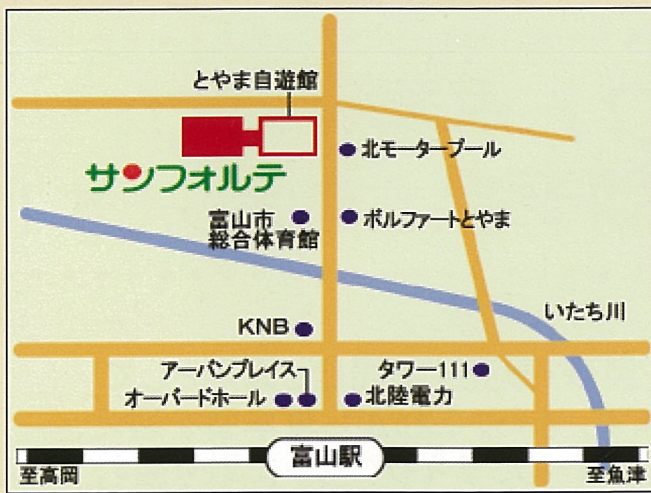 とやま自遊館
北モータープール
サンフォルテ
富山市
総合体育館
ボルファートとやま
いたち川
KNB
アーバンプレイス
タワー111
オーバードホール
北陸電力
富山駅
至高岡
至魚津